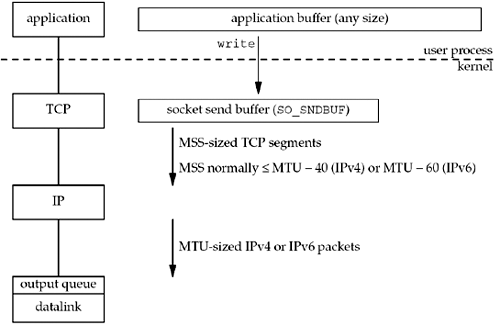 application
application buffer (any size)
write
user process
kernel
TCP
socket send buffer (SO_SNDBUF)
MSS-sized TCP segments
MSS normally ≤ MTU – 40 (IPv4) or MTU – 60 (IPv6)
IP
MTU-sized IPv4 or IPv6 packets
output queue
datalink